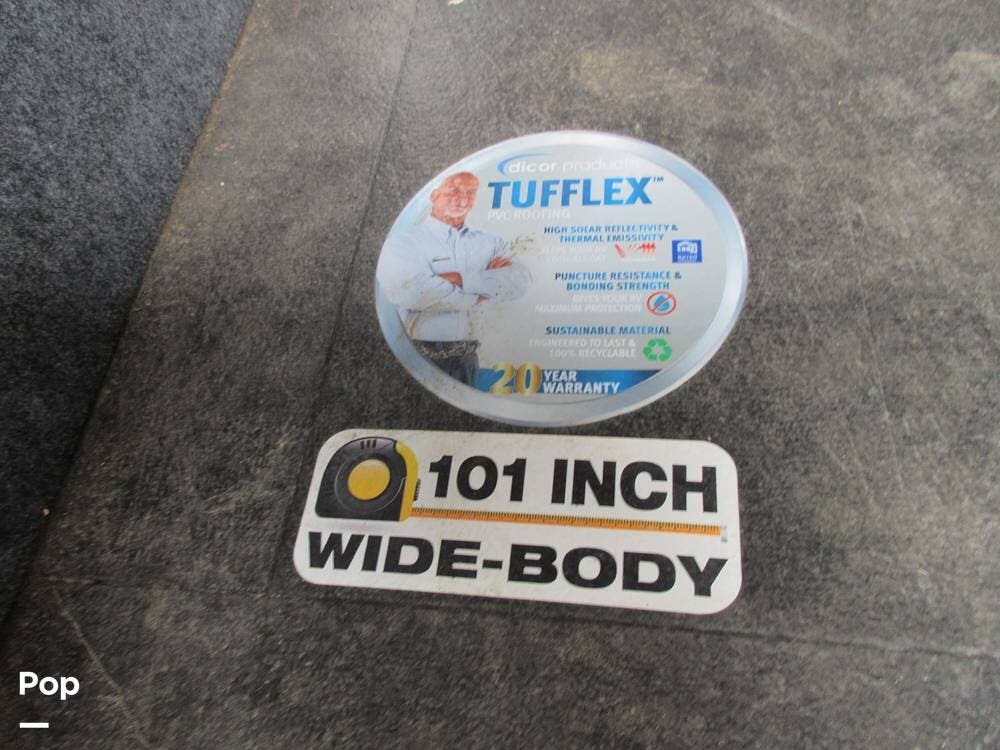 dicor products
TUFFLEX™
PVC ROOFING
HIGH SOLAR REFLECTIVITY &
THERMAL EMISSIVITY
PUNCTURE RESISTANCE &
BONDING STRENGTH
GIVES YOUR RV
MAXIMUM PROTECTION
SUSTAINABLE MATERIAL
ENGINEERED TO LAST &
100% RECYCLABLE
20 YEAR
WARRANTY
101 INCH
WIDE-BODY
Pop